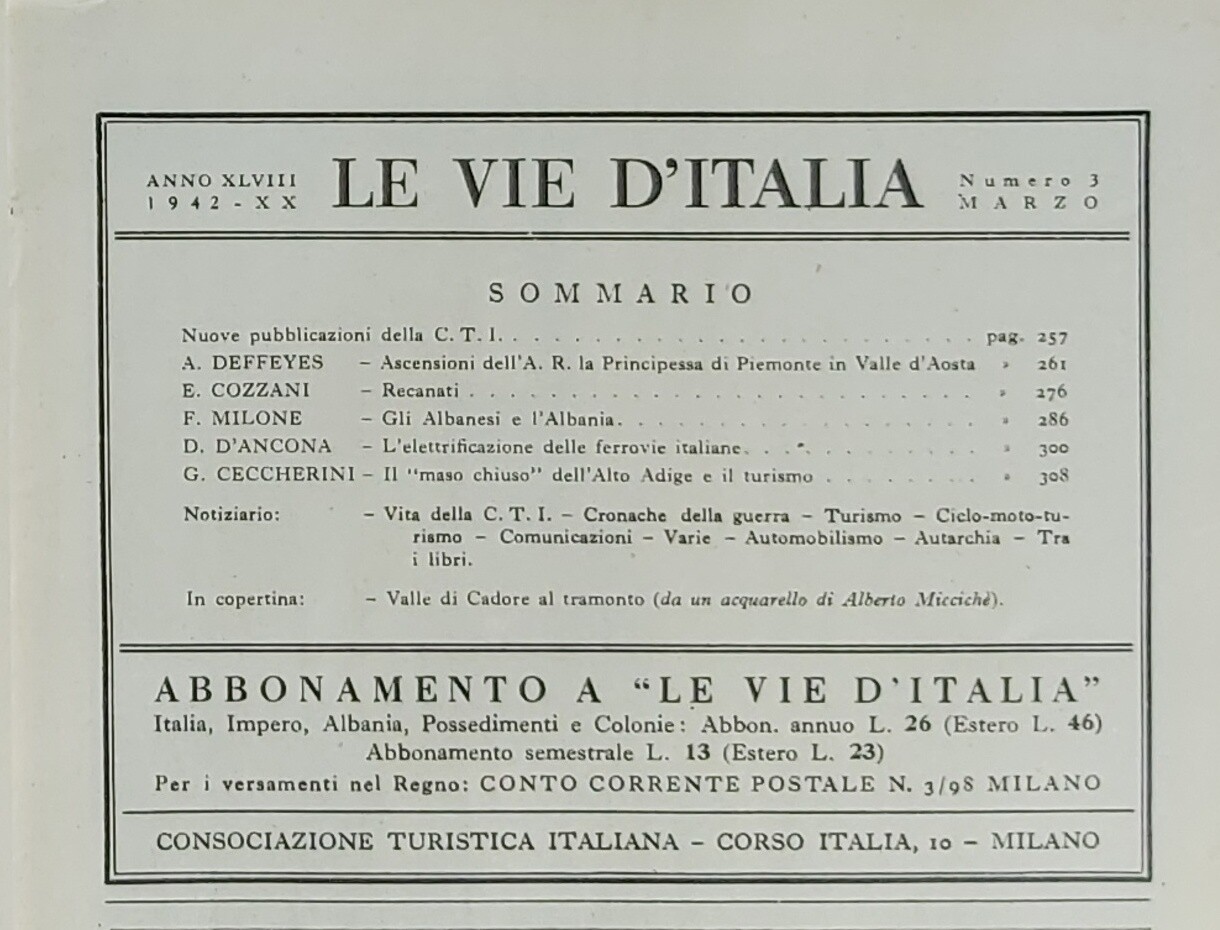 ANNO XLVIII LE VIE D'ITALIA Numero 3
1942-XX MARZO
SOMMARIO
Nuove pubblicazioni della C. T. I. . . . . . . . . . . . . . . . . . . . . . pag. 257
A. DEFFEYES – Ascensioni dell'A. R. la Principessa di Piemonte in Valle d'Aosta » 261
E. COZZANI – Recanati . . . . . . . . . . . . . . . . . . . . . . » 276
F. MILONE – Gli Albanesi e l'Albania. . . . . . . . . . . . . . . » 286
D. D'ANCONA – L'elettrificazione delle ferrovie italiane. . . . . . . . . . » 300
G. CECCHERINI – Il "maso chiuso" dell'Alto Adige e il turismo . . . . . . . » 308
Notiziario: – Vita della C. T. I. – Cronache della guerra – Turismo – Ciclo-moto-tu-
rismo – Comunicazioni – Varie – Automobilismo – Autarchia – Tra
i libri.
In copertina: – Valle di Cadore al tramonto (da un acquarello di Alberto Miccichè).
ABBONAMENTO A "LE VIE D'ITALIA"
Italia, Impero, Albania, Possedimenti e Colonie: Abbon. annuo L. 26 (Estero L. 46)
Abbonamento semestrale L. 13 (Estero L. 23)
Per i versamenti nel Regno: CONTO CORRENTE POSTALE N. 3/98 MILANO
CONSOCIAZIONE TURISTICA ITALIANA – CORSO ITALIA, 10 – MILANO